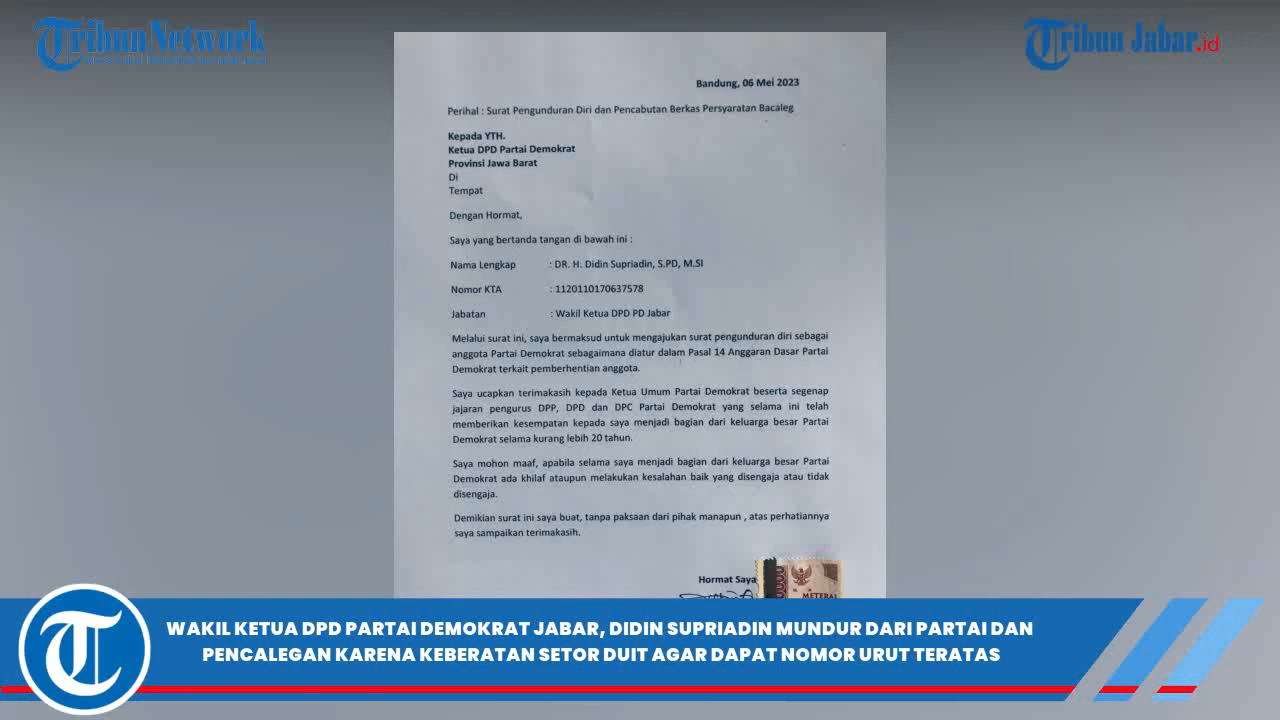 Tribun Network
Tribun Jabar.id
Bandung, 06 Mei 2023
Perihal : Surat Pengunduran Diri dan Pencabutan Berkas Persyaratan Bacaleg
Kepada YTH.
Ketua DPD Partai Demokrat
Provinsi Jawa Barat
Di
Tempat
Dengan Hormat,
Saya yang bertanda tangan di bawah ini :
Nama Lengkap : DR. H. Didin Supriadin, S.PD, M.SI
Nomor KTA : 1120110170637578
Jabatan : Wakil Ketua DPD PD Jabar
Melalui surat ini, saya bermaksud untuk mengajukan surat pengunduran diri sebagai
anggota Partai Demokrat sebagaimana diatur dalam Pasal 14 Anggaran Dasar Partai
Demokrat terkait pemberhentian anggota.
Saya ucapkan terimakasih kepada Ketua Umum Partai Demokrat beserta segenap
jajaran pengurus DPP, DPD dan DPC Partai Demokrat yang selama ini telah
memberikan kesempatan kepada saya menjadi bagian dari keluarga besar Partai
Demokrat selama kurang lebih 20 tahun.
Saya mohon maaf, apabila selama saya menjadi bagian dari keluarga besar Partai
Demokrat ada khilaf ataupun melakukan kesalahan baik yang disengaja atau tidak
disengaja.
Demikian surat ini saya buat, tanpa paksaan dari pihak manapun , atas perhatiannya
saya sampaikan terimakasih.
Hormat Saya
METERAI
WAKIL KETUA DPD PARTAI DEMOKRAT JABAR, DIDIN SUPRIADIN MUNDUR DARI PARTAI DAN
PENCALEGAN KARENA KEBERATAN SETOR DUIT AGAR DAPAT NOMOR URUT TERATAS